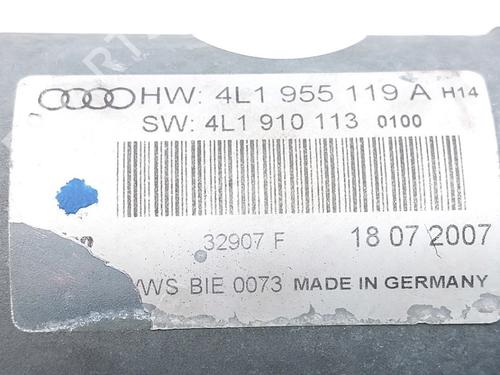 HW: 4L1 955 119 A H14
SW: 4L1 910 113 0100
32907 F 18 07 2007
BIE 0073 MADE IN GERMANY